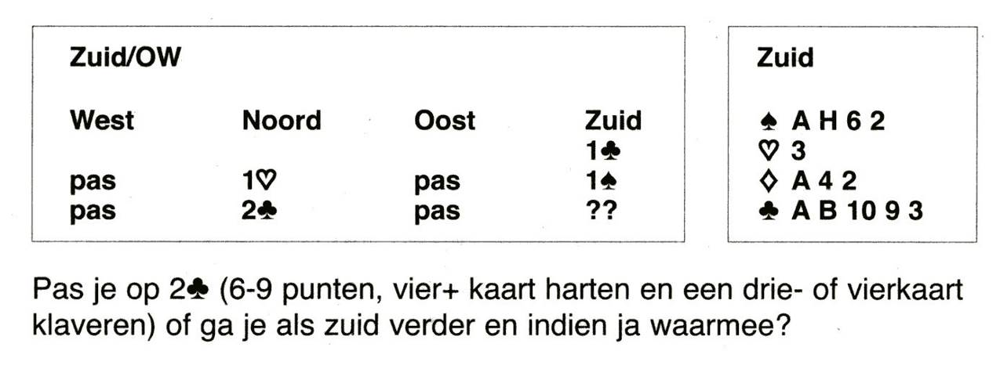 Zuid/OW
West Noord Oost Zuid
1♣
pas 1♡ pas 1♠
pas 2♣ pas ??
Zuid
♠ A H 6 2
♡ 3
♢ A 4 2
♣ A B 10 9 3
Pas je op 2♣ (6-9 punten, vier+ kaart harten en een drie- of vierkaart
klaveren) of ga je als zuid verder en indien ja waarmee?